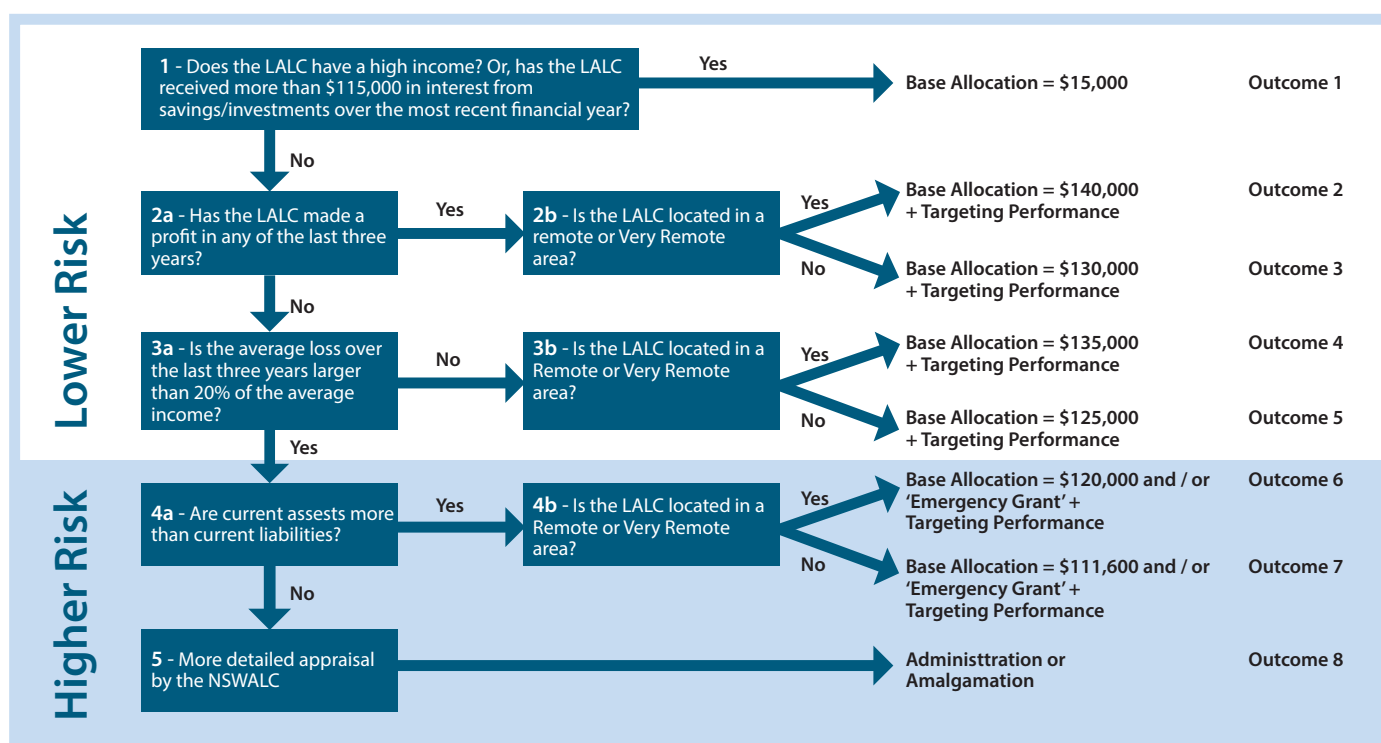 1 - Does the LALC have a high income? Or, has the LALC
received more than $115,000 in interest from
savings/investments over the most recent financial year?
Yes
Base Allocation = $15,000
Outcome 1
No
Lower Risk
2a - Has the LALC made a
profit in any of the last three
years?
Yes
2b - Is the LALC located in a
remote or Very Remote
area?
Yes
Base Allocation = $140,000
+ Targeting Performance
Outcome 2
No
Base Allocation = $130,000
+ Targeting Performance
Outcome 3
No
3a - Is the average loss over
the last three years larger
than 20% of the average
income?
No
3b - Is the LALC located in a
Remote or Very Remote
area?
Yes
Base Allocation = $135,000
+ Targeting Performance
Outcome 4
No
Base Allocation = $125,000
+ Targeting Performance
Outcome 5
Yes
Higher Risk
4a - Are current assests more
than current liabilities?
Yes
4b - Is the LALC located in a
Remote or Very Remote
area?
Yes
Base Allocation = $120,000 and / or
‘Emergency Grant’ +
Targeting Performance
Outcome 6
No
Base Allocation = $111,600 and / or
‘Emergency Grant’ +
Targeting Performance
Outcome 7
No
5 - More detailed appraisal
by the NSWALC
Administtration or
Amalgamation
Outcome 8